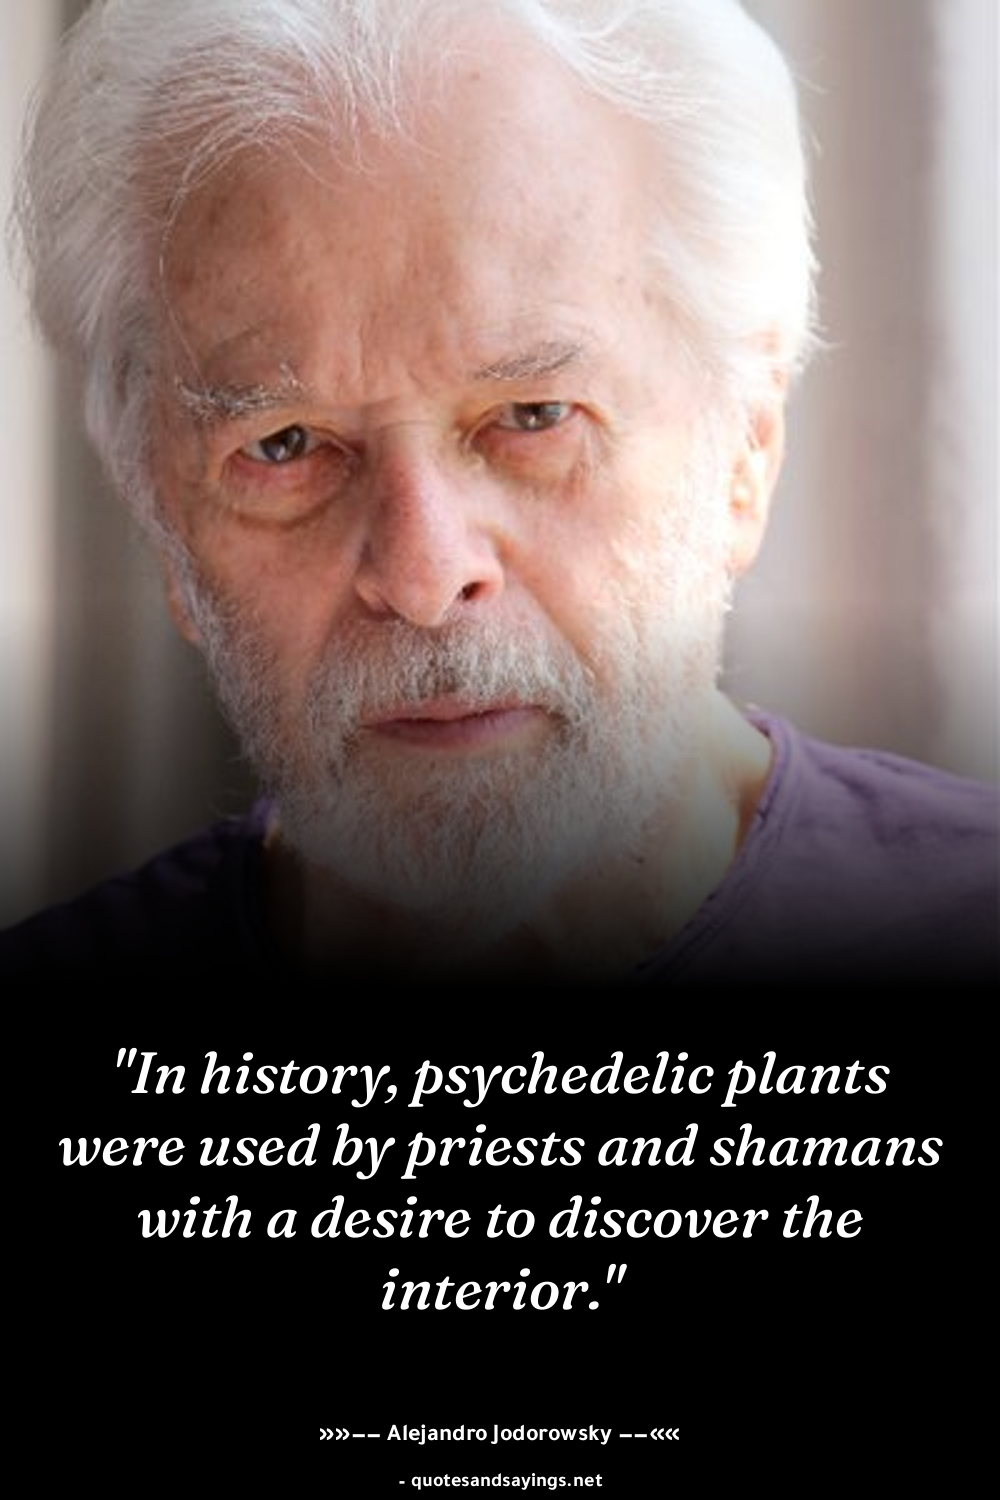 "In history, psychedelic plants
were used by priests and shamans
with a desire to discover the
interior."
»»–– Alejandro Jodorowsky ––««
- quotesandsayings.net